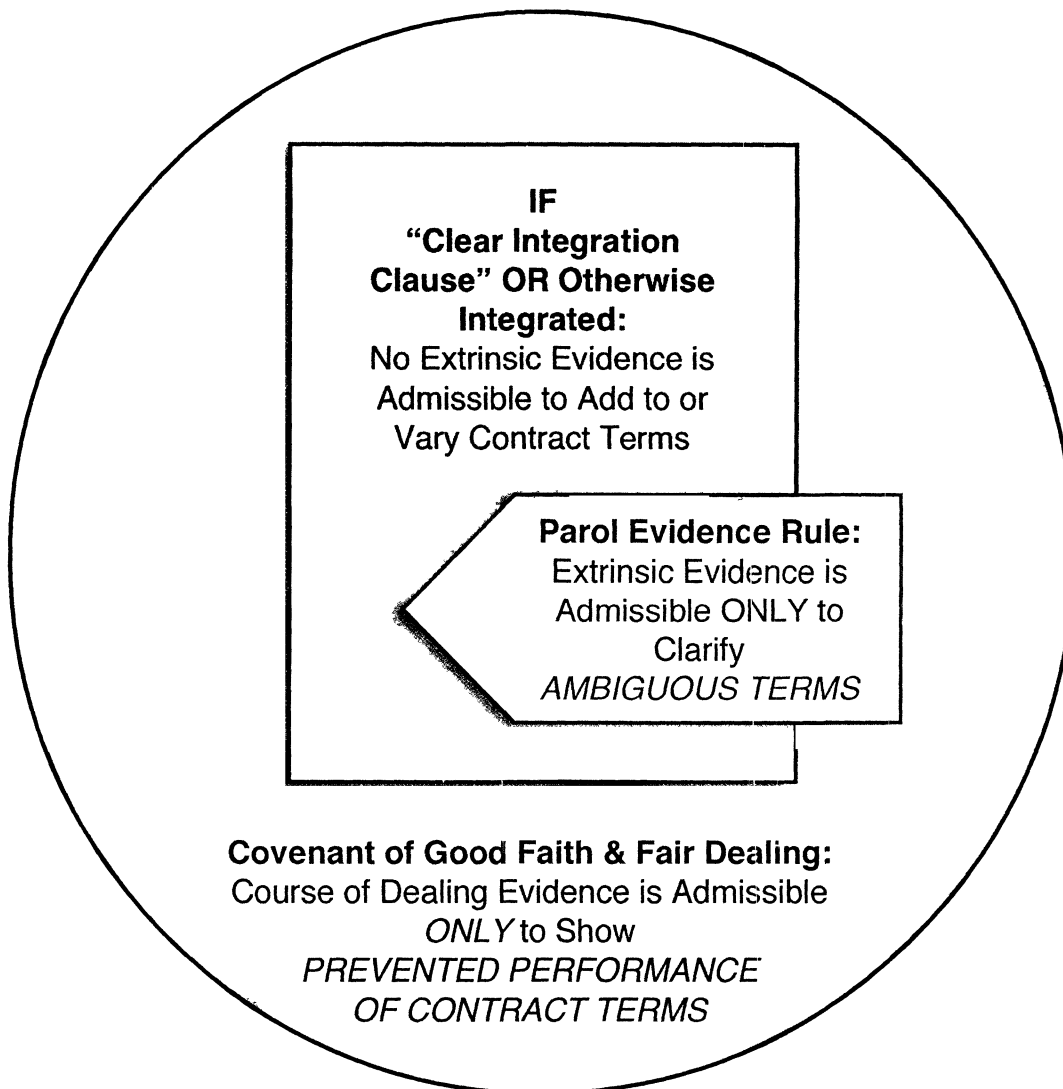 IF
“Clear Integration
Clause” OR Otherwise
Integrated:
No Extrinsic Evidence is
Admissible to Add to or
Vary Contract Terms
Parol Evidence Rule:
Extrinsic Evidence is
Admissible ONLY to
Clarify
AMBIGUOUS TERMS
Covenant of Good Faith & Fair Dealing:
Course of Dealing Evidence is Admissible
ONLY to Show
PREVENTED PERFORMANCE
OF CONTRACT TERMS